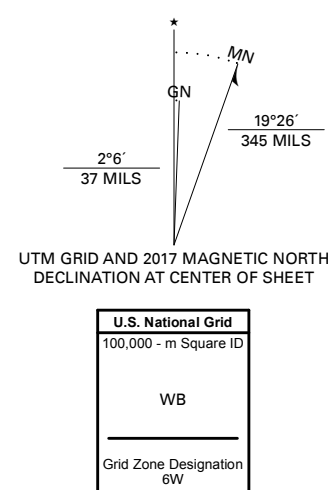 ★
MN
GN
19°26´
345 MILS
2°6´
37 MILS
UTM GRID AND 2017 MAGNETIC NORTH
DECLINATION AT CENTER OF SHEET
U.S. National Grid
100,000 - m Square ID
WB
Grid Zone Designation
6W